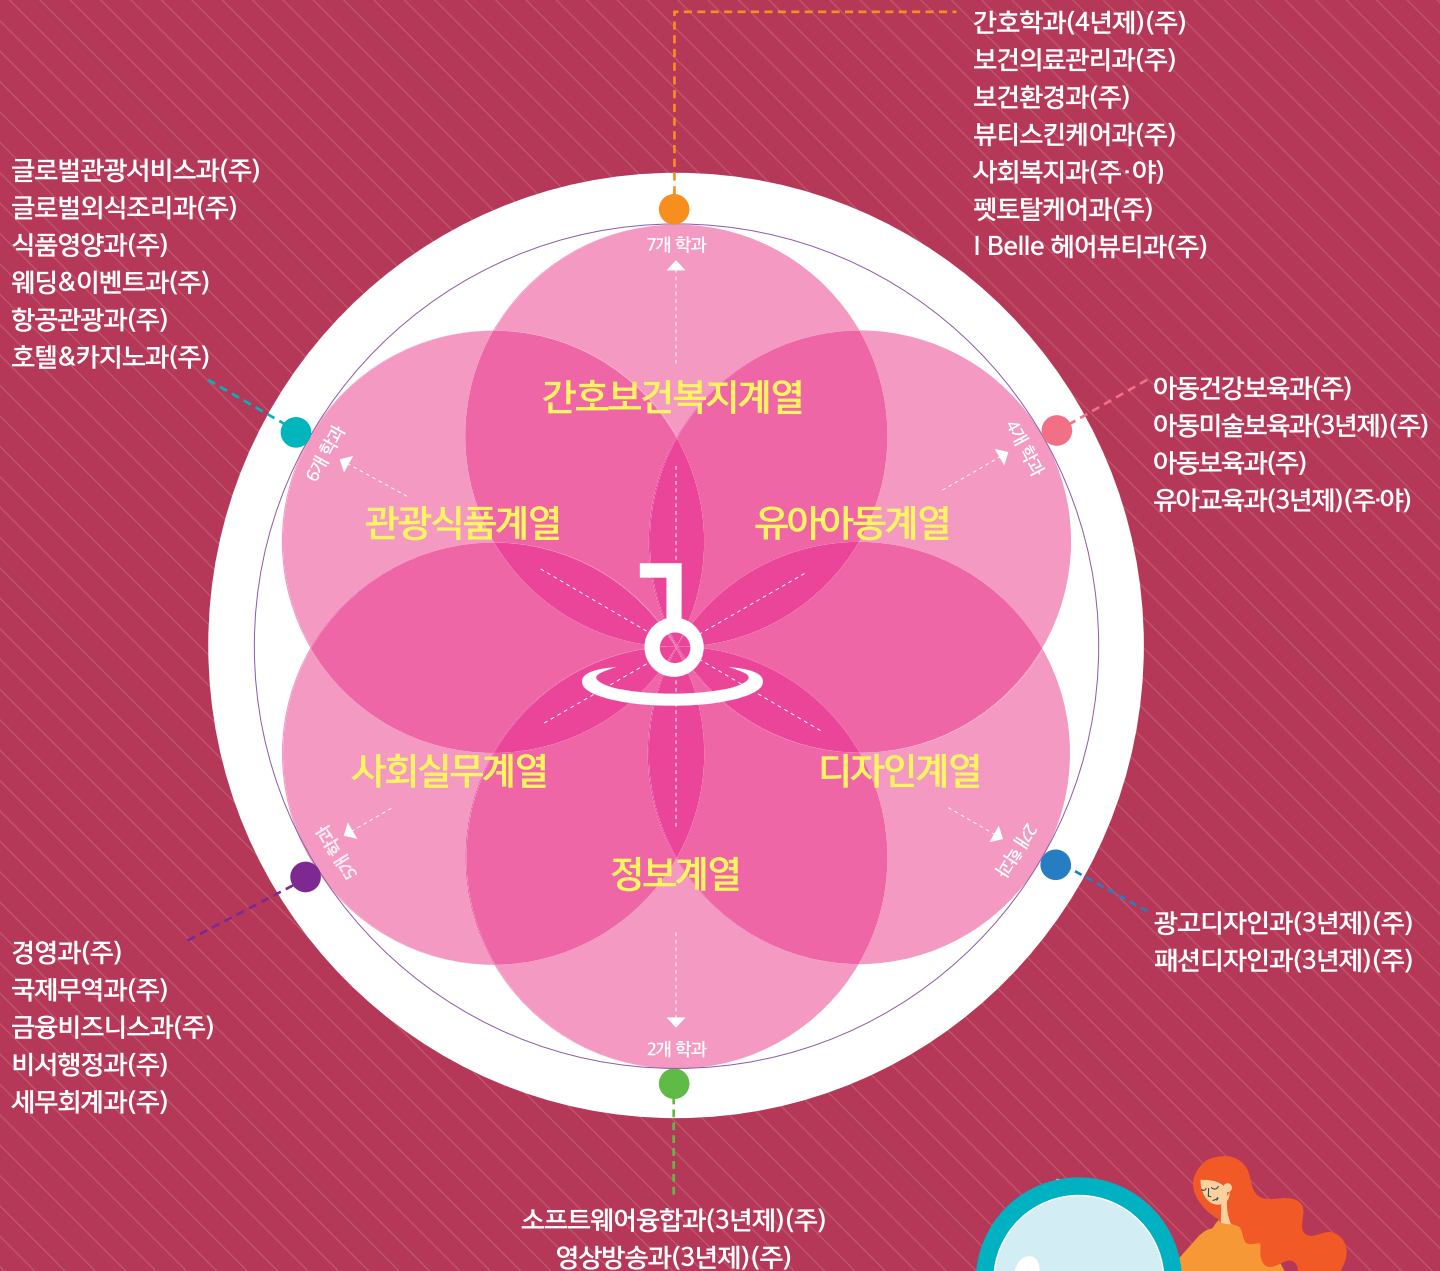 간호학과(4년제)(주)
보건의료관리과(주)
보건환경과(주)
뷰티스킨케어과(주)
사회복지과(주·야)
펫토탈케어과(주)
I Belle 헤어뷰티과(주)
글로벌관광서비스과(주)
글로벌외식조리과(주)
식품영양과(주)
웨딩&이벤트과(주)
항공관광과(주)
호텔&카지노과(주)
7개 학과
간호보건복지계열
6개 학과
관광식품계열
4개 학과
유아아동계열
아동건강보육과(주)
아동미술보육과(3년제)(주)
아동보육과(주)
유아교육과(3년제)(주·야)
사회실무계열
5개 학과
디자인계열
2개 학과
정보계열
2개 학과
광고디자인과(3년제)(주)
패션디자인과(3년제)(주)
경영과(주)
국제무역과(주)
금융비즈니스과(주)
비서행정과(주)
세무회계과(주)
소프트웨어융합과(3년제)(주)
영상방송과(3년제)(주)